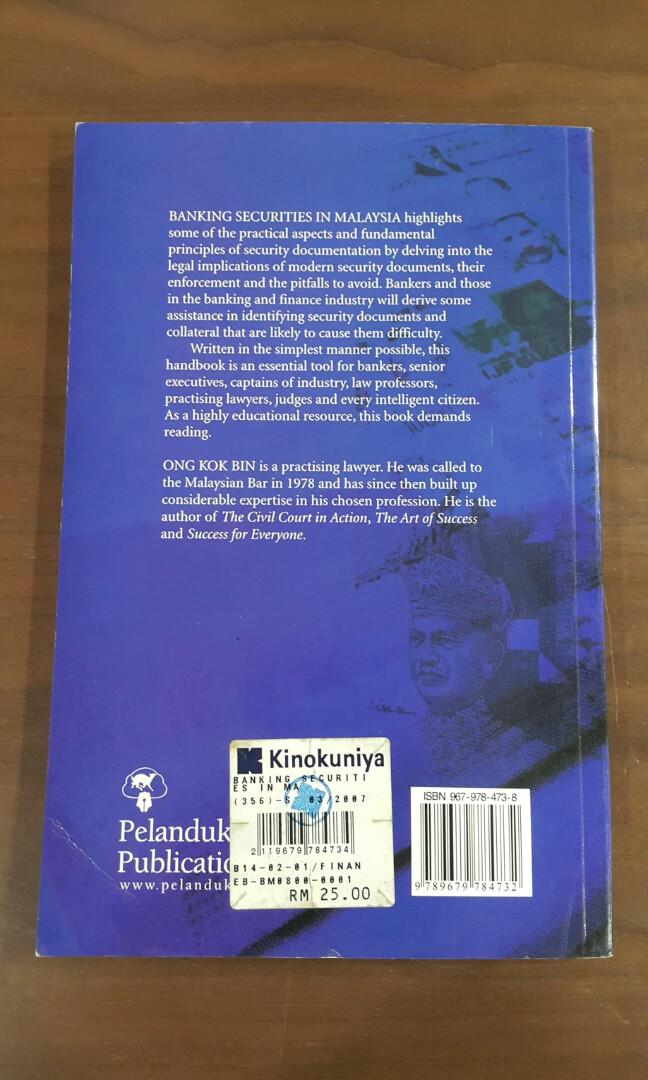 BANKING SECURITIES IN MALAYSIA highlights
some of the practical aspects and fundamental
principles of security documentation by delving into the
legal implications of modern security documents, their
enforcement and the pitfalls to avoid. Bankers and those
in the banking and finance industry will derive some
assistance in identifying security documents and
collateral that are likely to cause them difficulty.
Written in the simplest manner possible, this
handbook is an essential tool for bankers, senior
executives, captains of industry, law professors,
practising lawyers, judges and every intelligent citizen.
As a highly educational resource, this book demands
reading.
ONG KOK BIN is a practising lawyer. He was called to
the Malaysian Bar in 1978 and has since then built up
considerable expertise in his chosen profession. He is the
author of The Civil Court in Action, The Art of Success
and Success for Everyone.
Pelanduk
Publicatio
www.pelanduk
Kinokuniya
BANKING SECURITI
ES IN MA
(356)-S 03/2007
2 119679 784734
B14-02-01/FINAN
EB-BM0800-0001
RM 25.00
ISBN 967-978-473-8
9 789679 784732